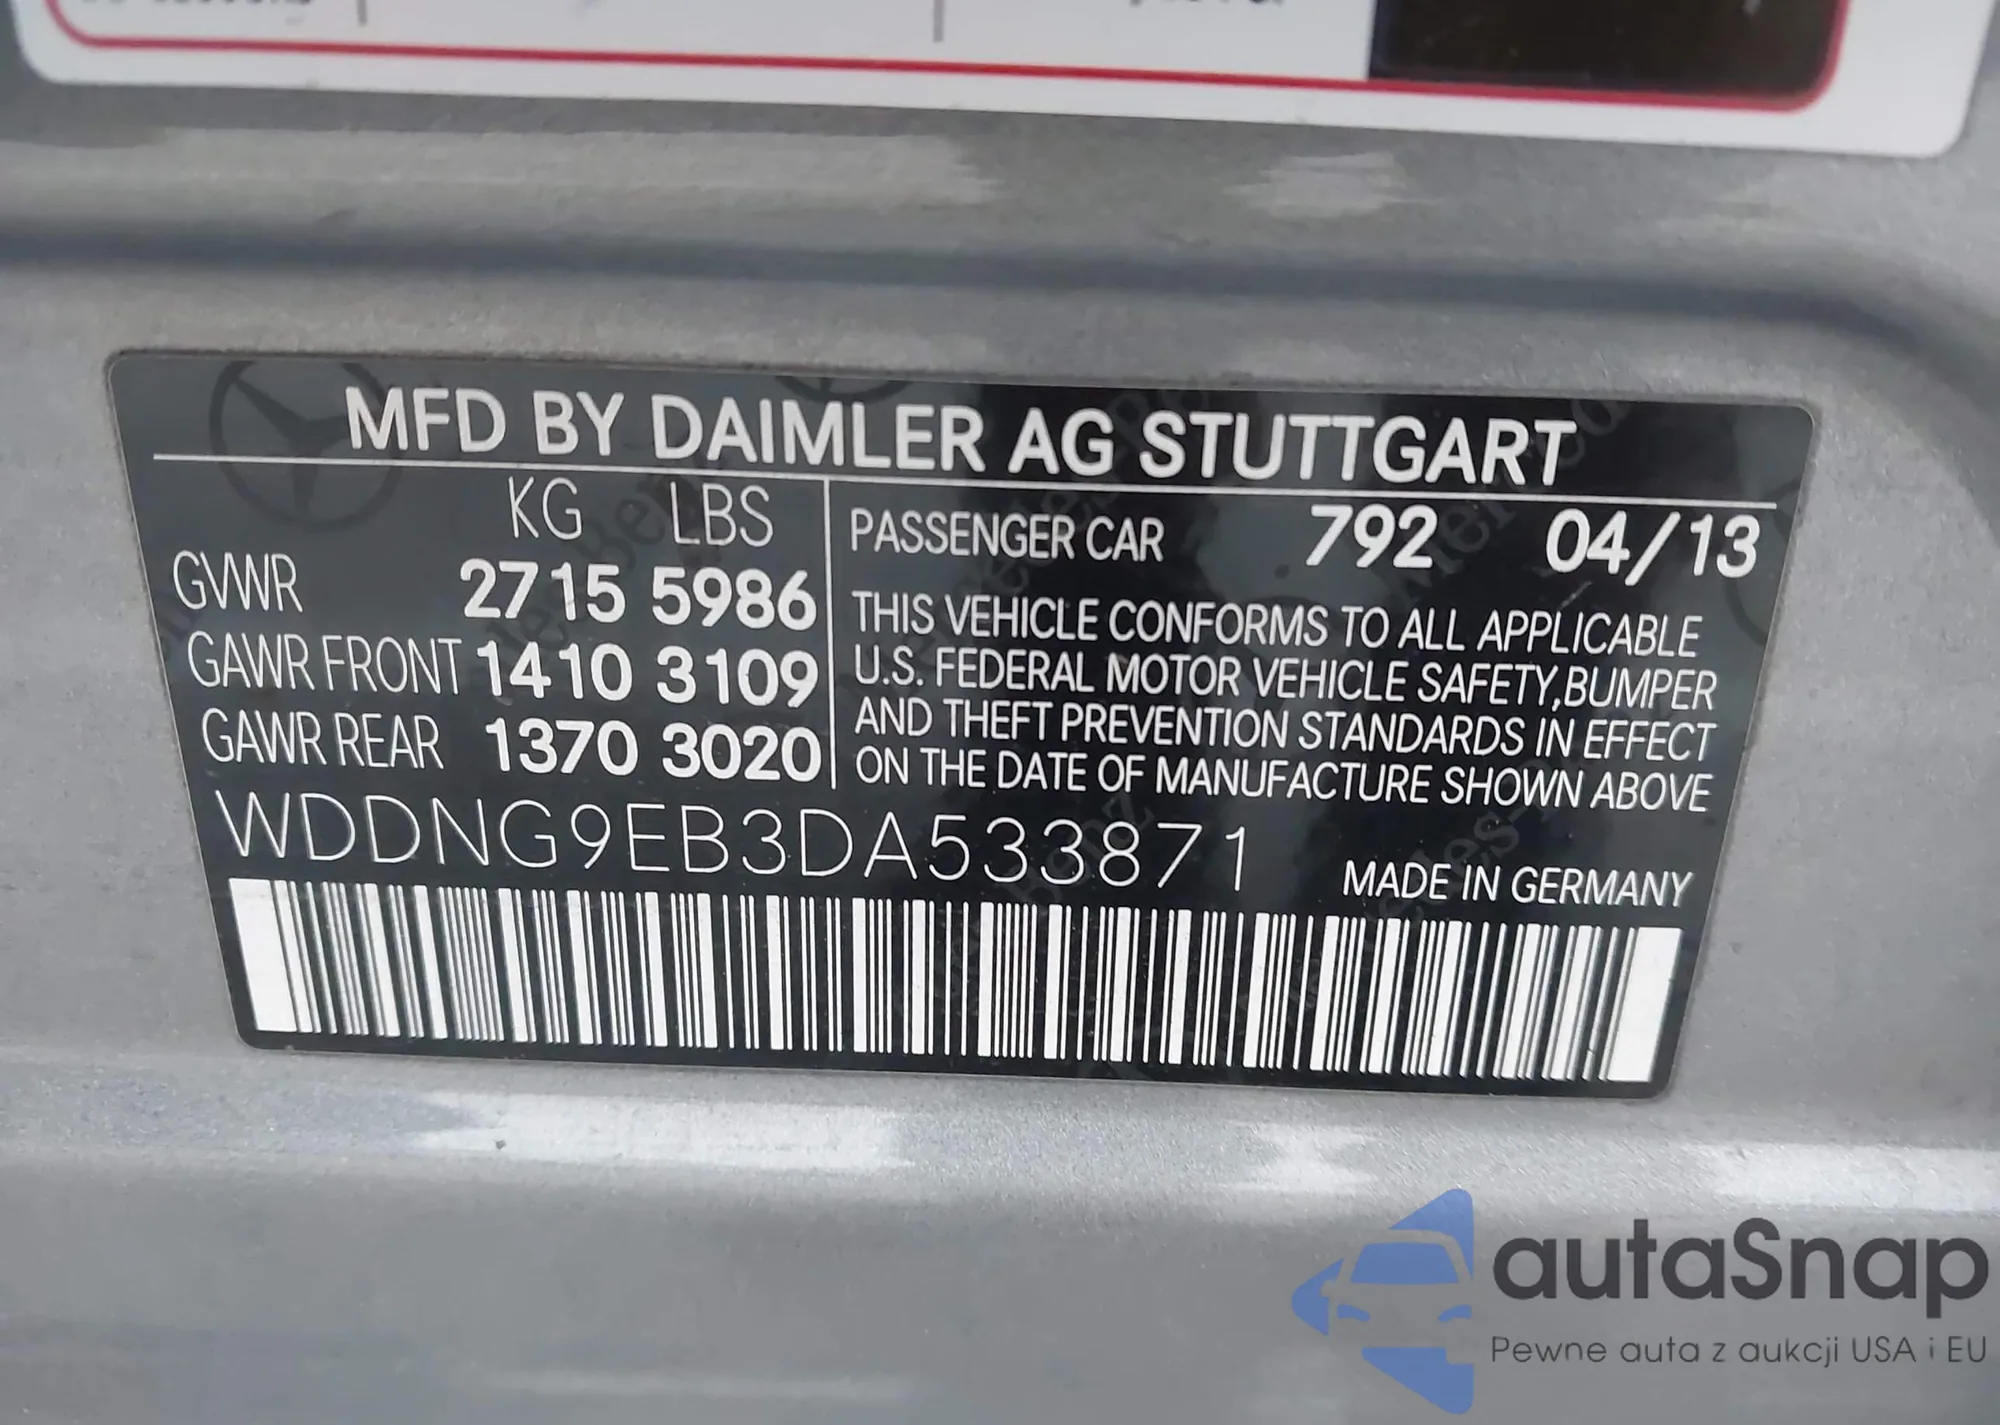 MFD BY DAIMLER AG STUTTGART
KG LBS
GVWR 2715 5986
GAWR FRONT 1410 3109
GAWR REAR 1370 3020
PASSENGER CAR 792 04/13
THIS VEHICLE CONFORMS TO ALL APPLICABLE
U.S. FEDERAL MOTOR VEHICLE SAFETY, BUMPER
AND THEFT PREVENTION STANDARDS IN EFFECT
ON THE DATE OF MANUFACTURE SHOWN ABOVE
WDDNG9EB3DA533871
MADE IN GERMANY
autaSnap
Pewne auta z aukcji USA i EU